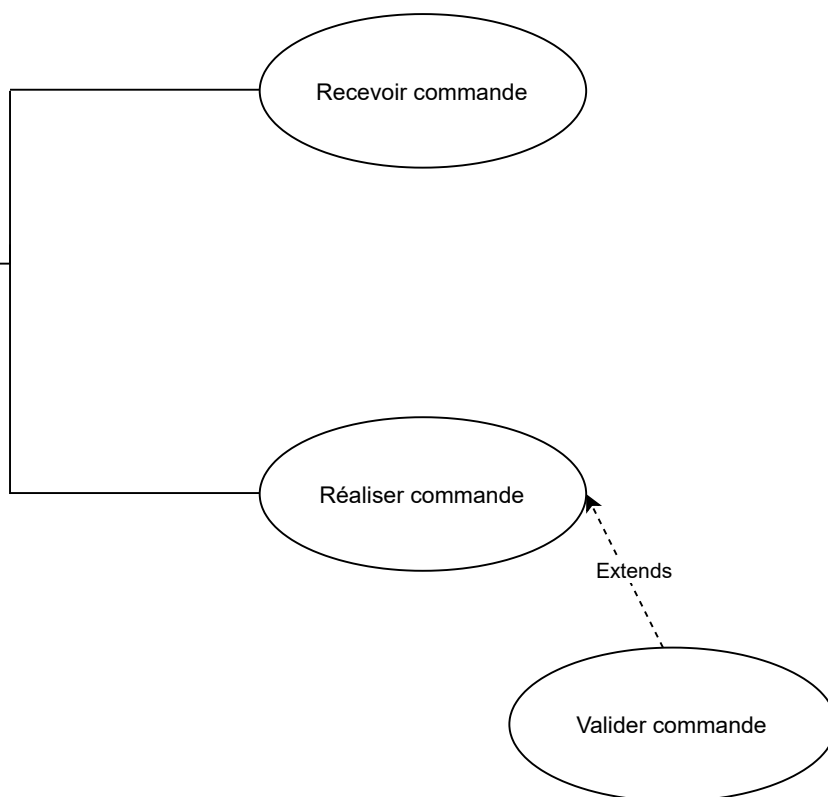 Recevoir commande
Réaliser commande
Extends
Valider commande